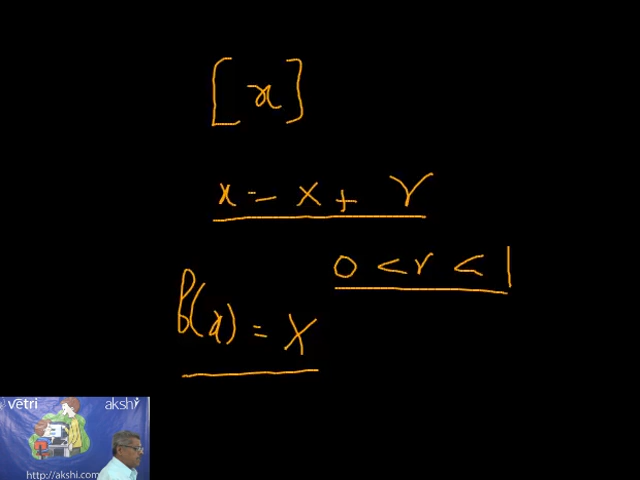 [x]
x = X + r
0 < r < 1
f(x) = X
vetri akshi
http://akshi.com